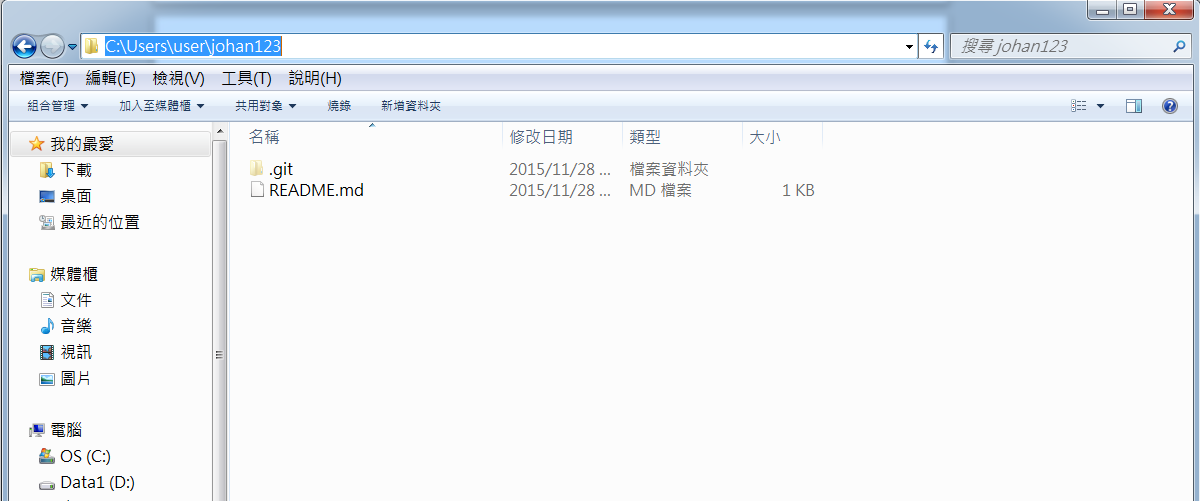 C:\Users\user\johan123
搜尋 johan123
檔案(F) 編輯(E) 檢視(V) 工具(T) 說明(H)
組合管理 加入至媒體櫃 共用對象 燒錄 新增資料夾
我的最愛
下載
桌面
最近的位置
媒體櫃
文件
音樂
視訊
圖片
電腦
OS (C:)
Data1 (D:)
名稱 修改日期 類型 大小
.git 2015/11/28 ... 檔案資料夾
README.md 2015/11/28 ... MD 檔案 1 KB